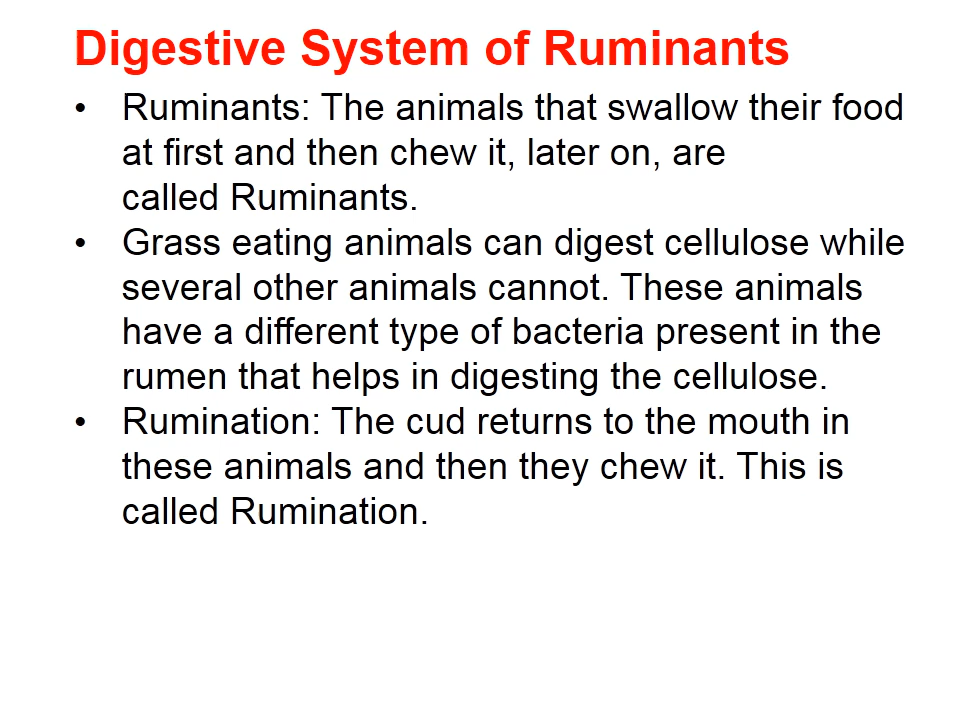 Digestive System of Ruminants
• Ruminants: The animals that swallow their food
at first and then chew it, later on, are
called Ruminants.
• Grass eating animals can digest cellulose while
several other animals cannot. These animals
have a different type of bacteria present in the
rumen that helps in digesting the cellulose.
• Rumination: The cud returns to the mouth in
these animals and then they chew it. This is
called Rumination.